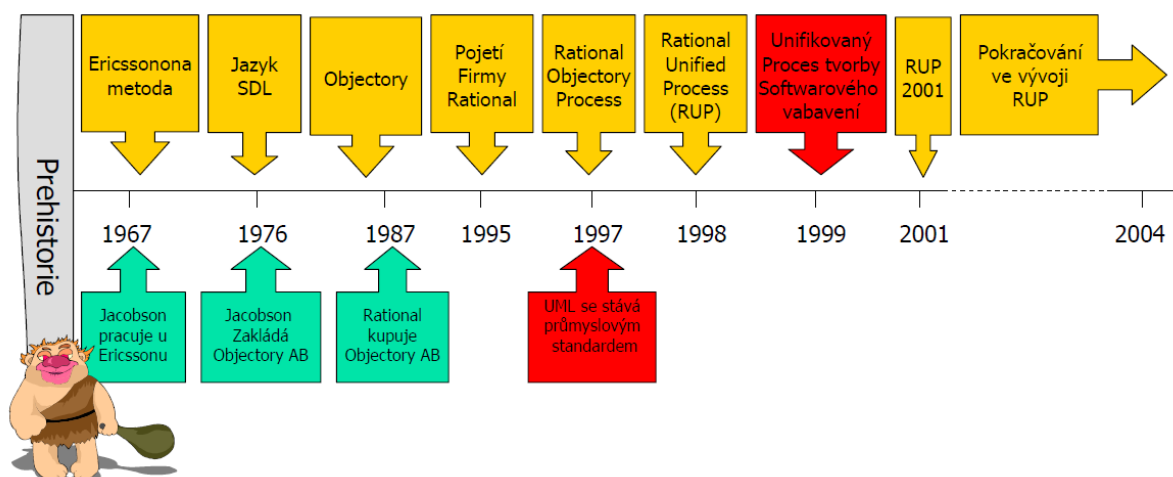 Prehistorie
Ericssonona
metoda
Jazyk
SDL
Objectory
Pojetí
Firmy
Rational
Rational
Objectory
Process
Rational
Unified
Process
(RUP)
Unifikovaný
Proces tvorby
Softwarového
vabavení
RUP
2001
Pokračování
ve vývoji
RUP
1967
1976
1987
1995
1997
1998
1999
2001
2004
Jacobson
pracuje u
Ericssonu
Jacobson
Zakládá
Objectory AB
Rational
kupuje
Objectory AB
UML se stává
průmyslovým
standardem